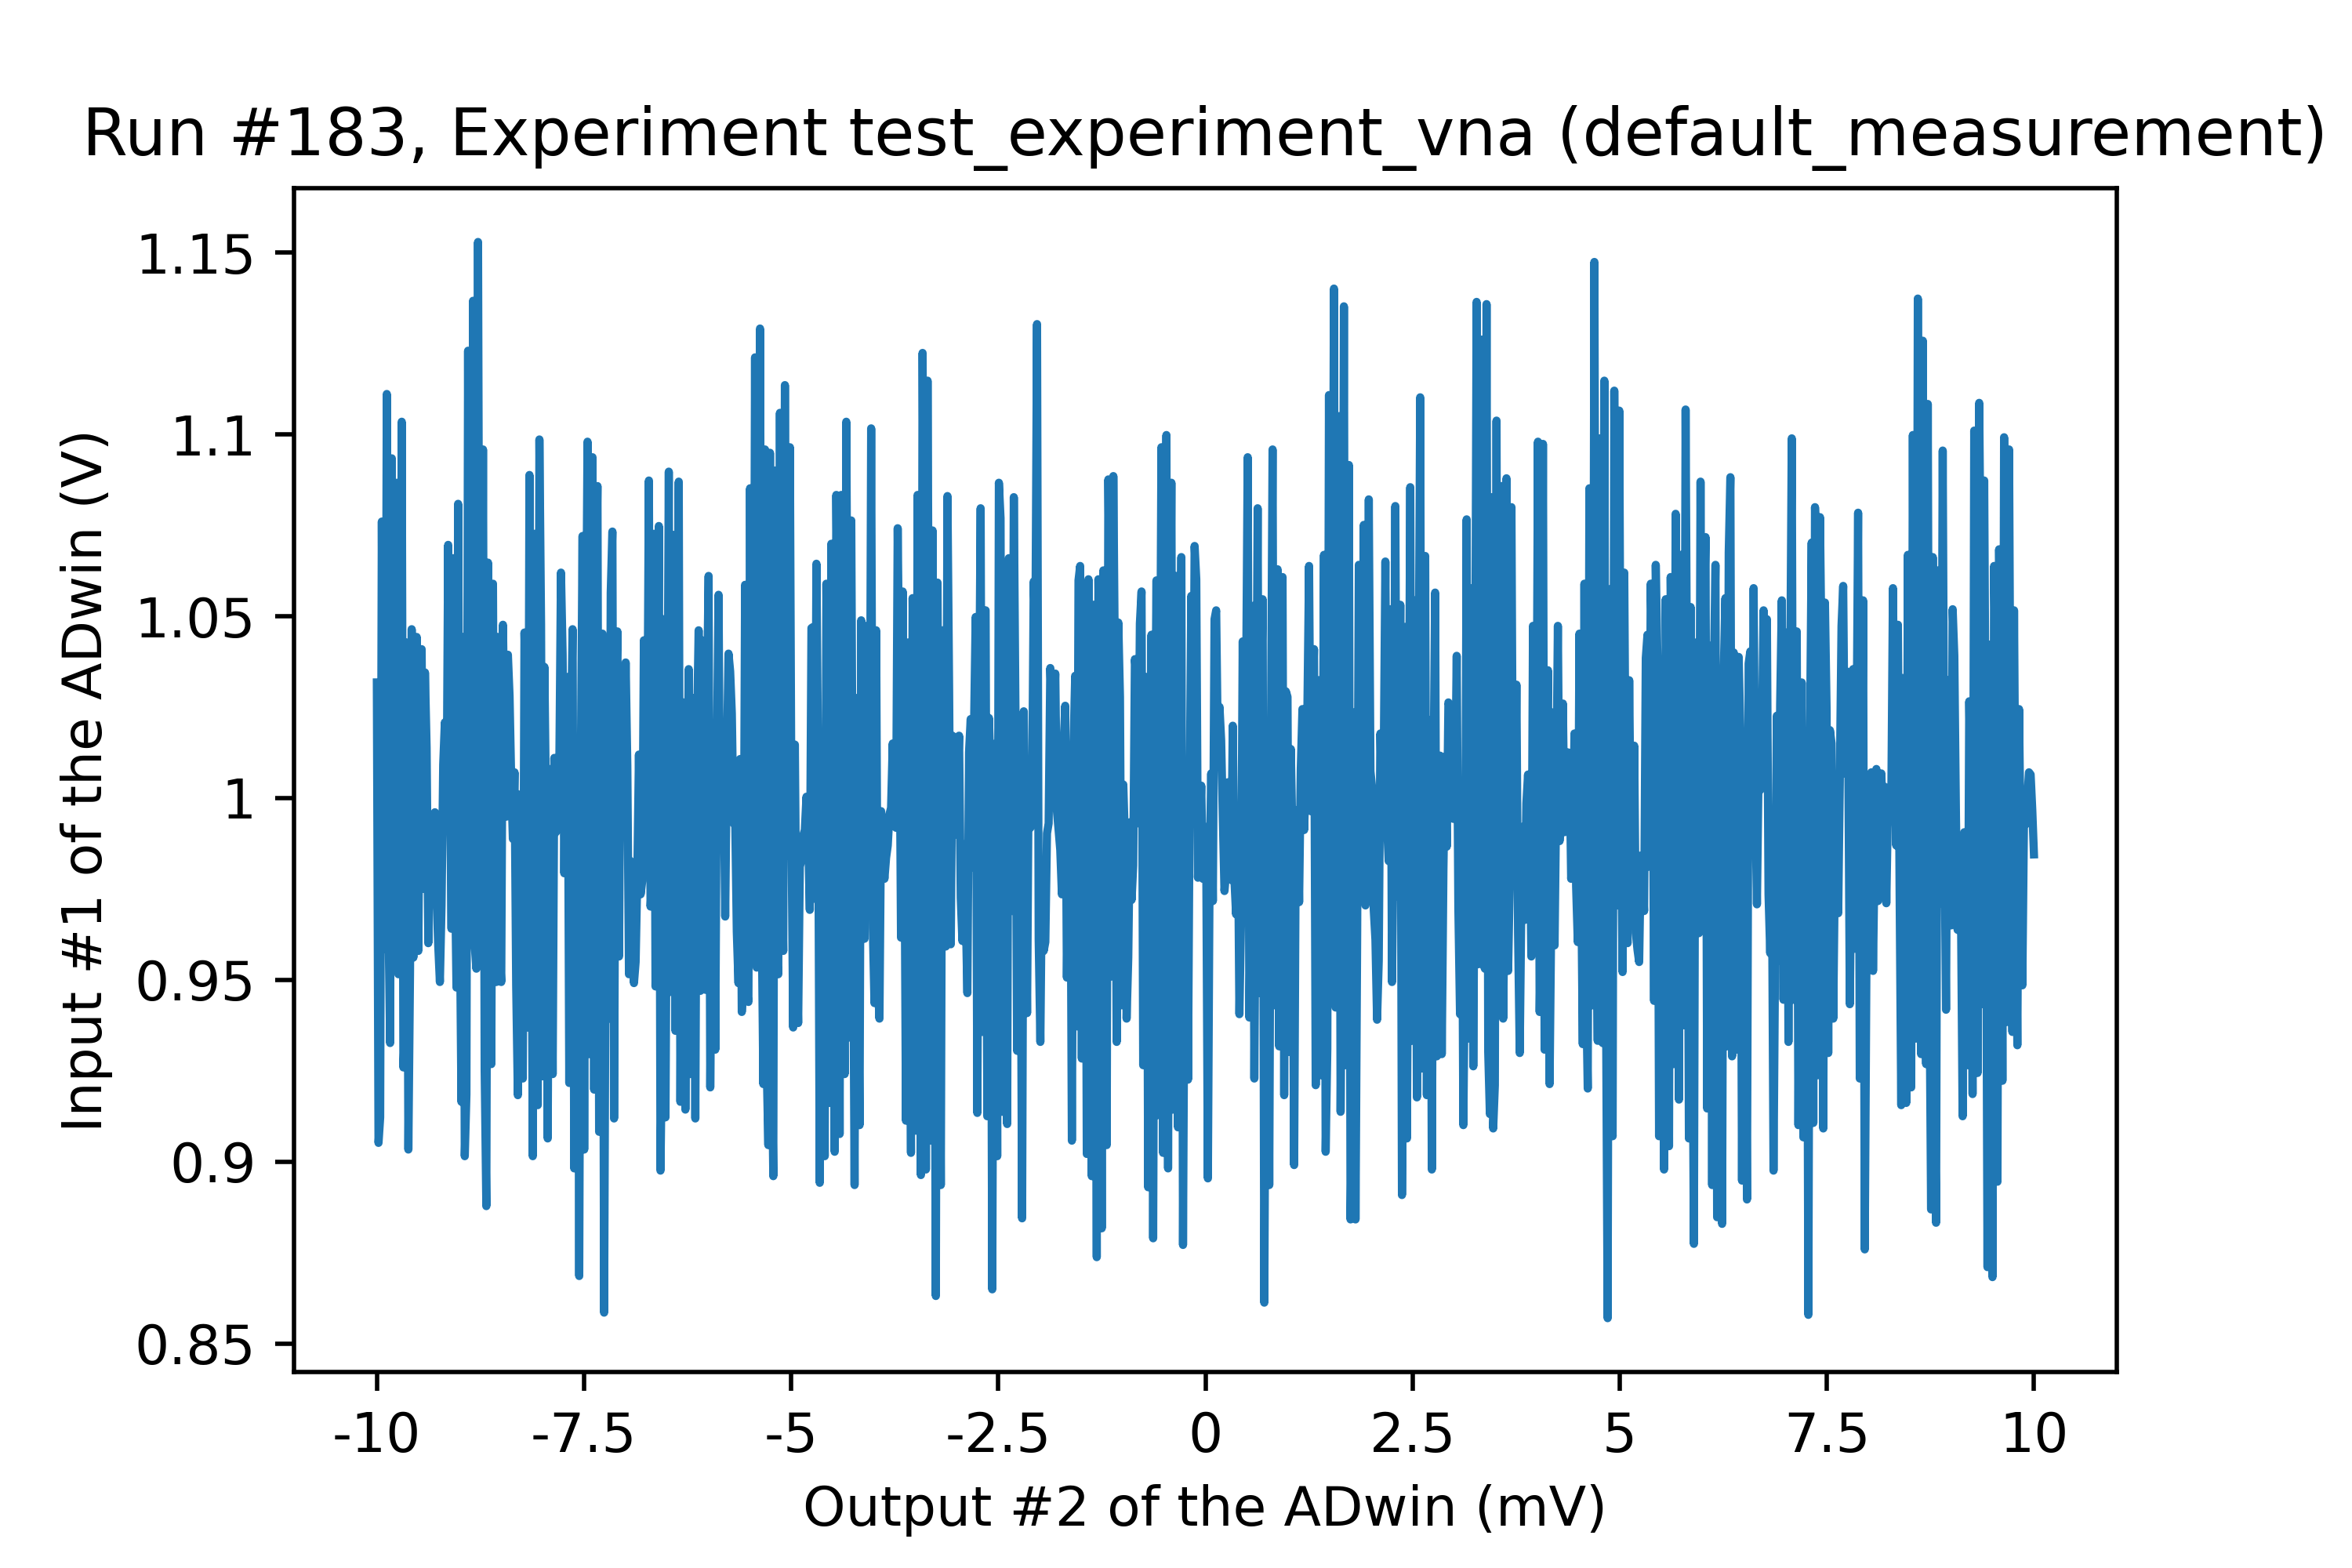 Run #183, Experiment test_experiment_vna (default_measurement)
Input #1 of the ADwin (V)
1.15
1.1
1.05
1
0.95
0.9
0.85
-10 -7.5 -5 -2.5 0 2.5 5 7.5 10
Output #2 of the ADwin (mV)